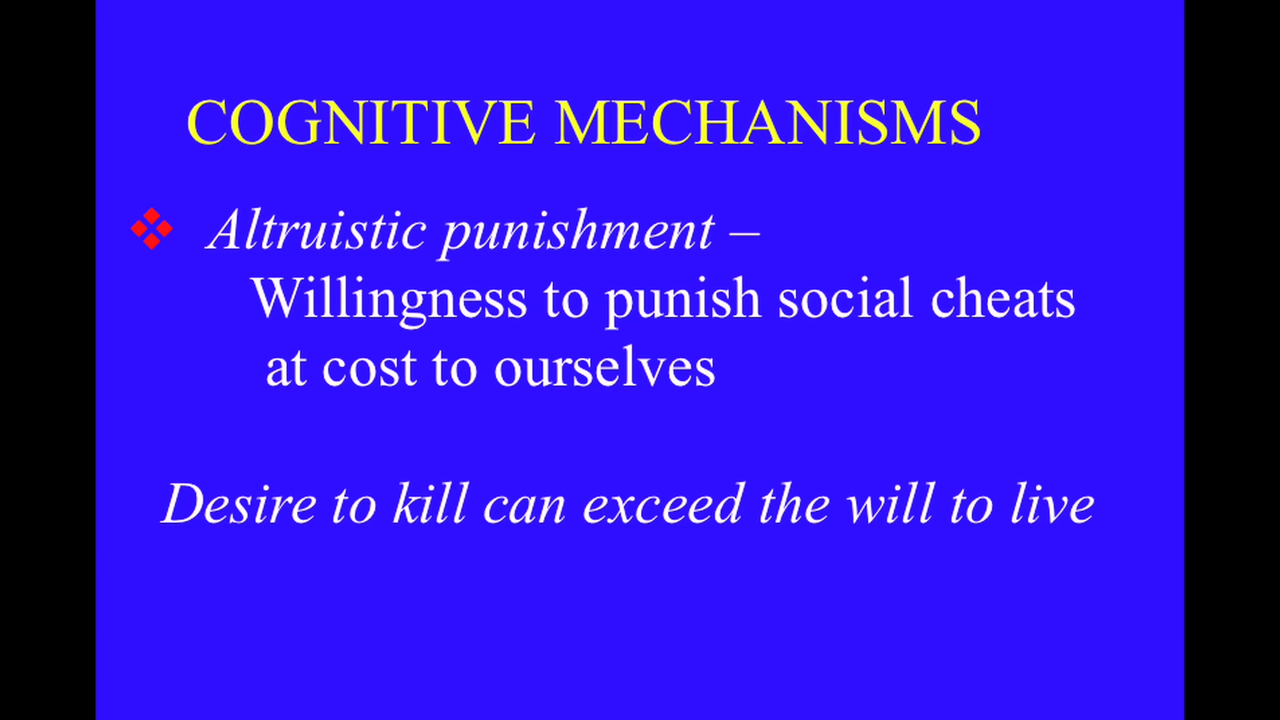 COGNITIVE MECHANISMS
Altruistic punishment –
Willingness to punish social cheats
at cost to ourselves
Desire to kill can exceed the will to live